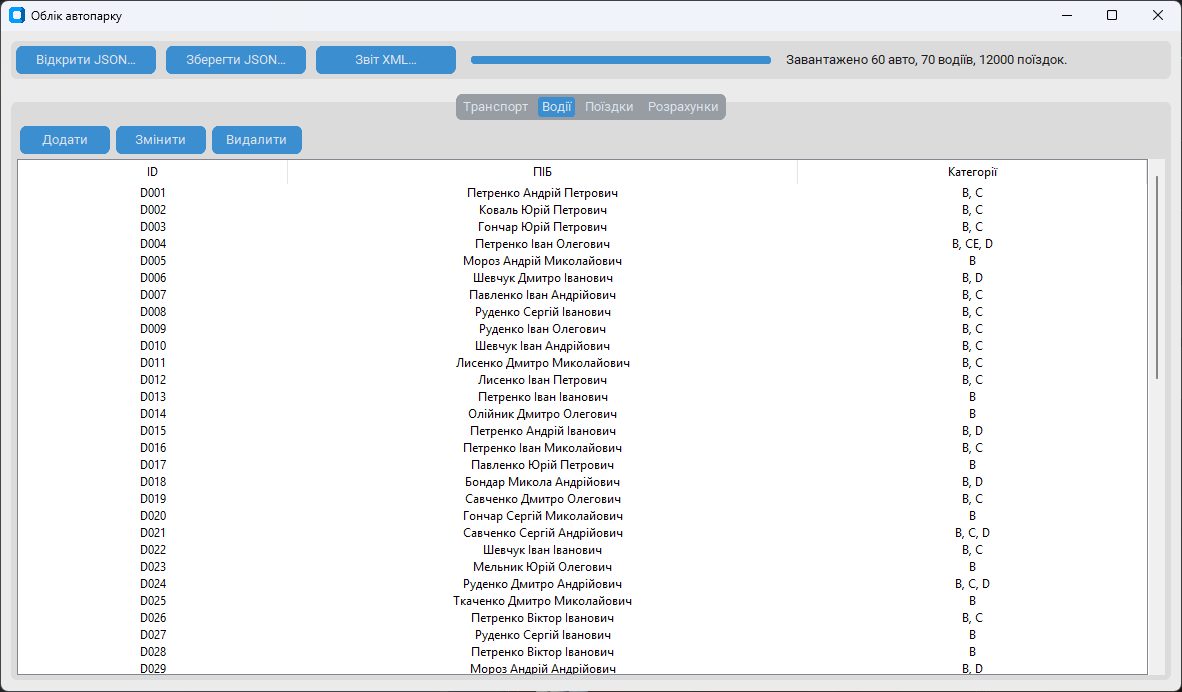 Облік автопарку
Відкрити JSON... Зберегти JSON... Звіт XML... Завантажено 60 авто, 70 водіїв, 12000 поїздок.
Транспорт Водії Поїздки Розрахунки
Додати Змінити Видалити
ID ПІБ Категорії
D001 Петренко Андрій Петрович B, C
D002 Коваль Юрій Петрович B, C
D003 Гончар Юрій Петрович B, C
D004 Петренко Іван Олегович B, CE, D
D005 Мороз Андрій Миколайович B
D006 Шевчук Дмитро Іванович B, D
D007 Павленко Іван Андрійович B, C
D008 Руденко Сергій Іванович B, C
D009 Руденко Іван Олегович B, C
D010 Шевчук Іван Андрійович B, C
D011 Лисенко Дмитро Миколайович B, C
D012 Лисенко Іван Петрович B, C
D013 Петренко Іван Іванович B
D014 Олійник Дмитро Олегович B
D015 Петренко Андрій Іванович B, D
D016 Петренко Іван Миколайович B, C
D017 Павленко Юрій Петрович B
D018 Бондар Микола Андрійович B, D
D019 Савченко Дмитро Олегович B, C
D020 Гончар Сергій Миколайович B
D021 Савченко Сергій Андрійович B, C, D
D022 Шевчук Іван Іванович B, C
D023 Мельник Юрій Олегович B
D024 Руденко Дмитро Андрійович B, C, D
D025 Ткаченко Дмитро Миколайович B
D026 Петренко Віктор Іванович B, C
D027 Руденко Сергій Іванович B
D028 Петренко Віктор Іванович B
D029 Мороз Андрій Андрійович B, D